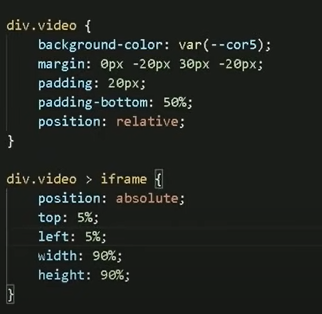 div.video {
    background-color: var(--cor5);
    margin: 0px -20px 30px -20px;
    padding: 20px;
    padding-bottom: 50%;
    position: relative;
}

div.video > iframe {
    position: absolute;
    top: 5%;
    left: 5%;
    width: 90%;
    height: 90%;
}